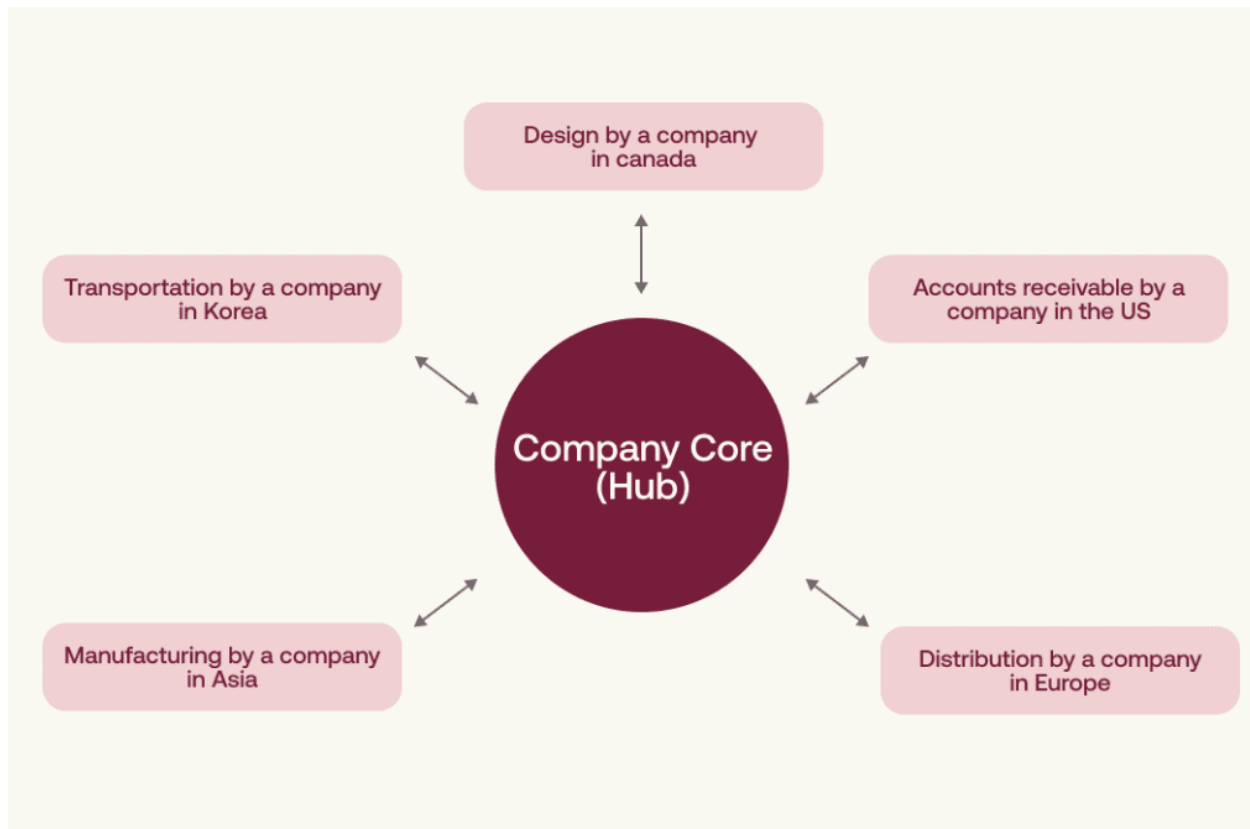 Design by a company
in canada
Transportation by a company
in Korea
Accounts receivable by a
company in the US
Company Core
(Hub)
Manufacturing by a company
in Asia
Distribution by a company
in Europe